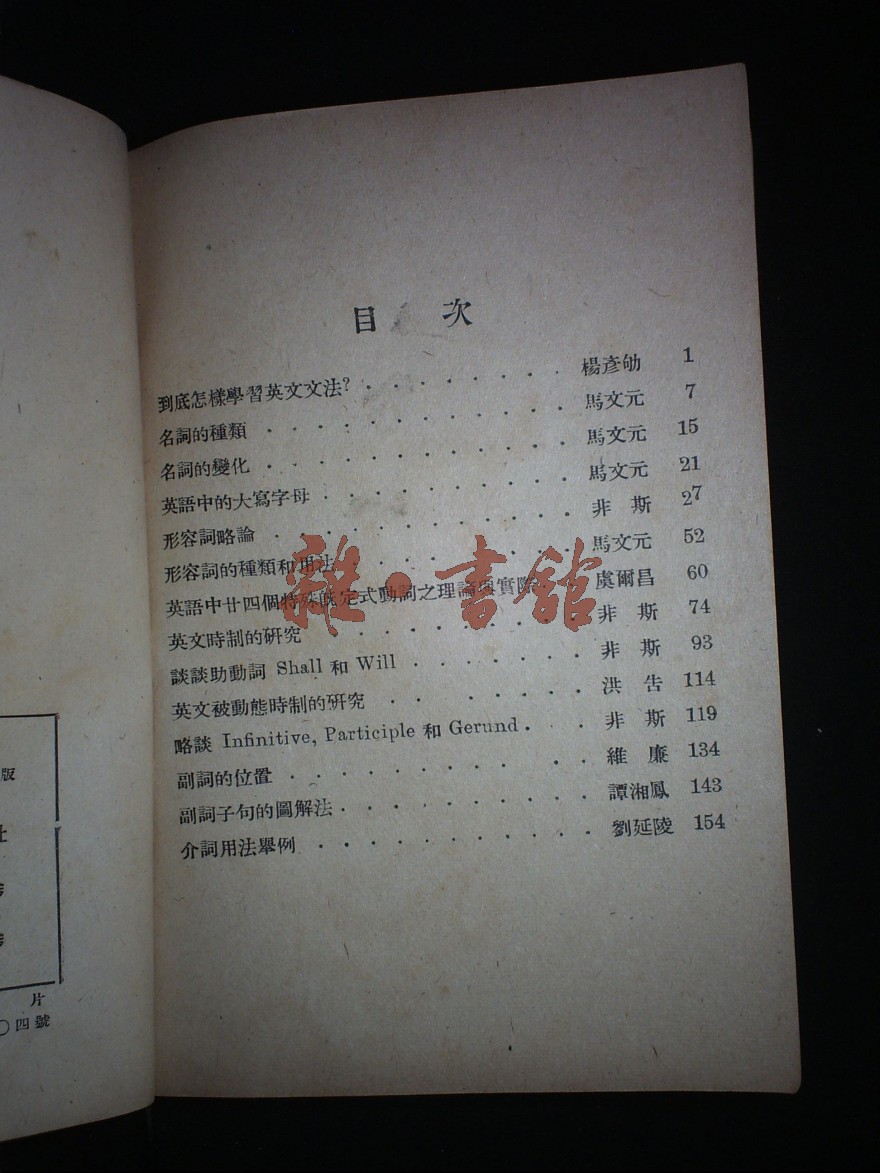 目 次
到底怎樣學習英文文法? 楊彥劬 1
名詞的種類 馬文元 7
名詞的變化 馬文元 15
英語中的大寫字母 馬文元 21
形容詞略論 非斯 27
形容詞的種類和用法 馬文元 52
英語中廿四個特殊定式動詞之理論與實際 虞爾昌 60
英文時制的研究 非斯 74
談談助動詞 Shall 和 Will 非斯 93
英文被動態時制的研究 洪吿 114
略談 Infinitive, Participle 和 Gerund 非斯 119
副詞的位置 維廉 134
副詞子句的圖解法 譚湘鳳 143
介詞用法舉例 劉延陵 154
雜·書館
版
片
〇四號